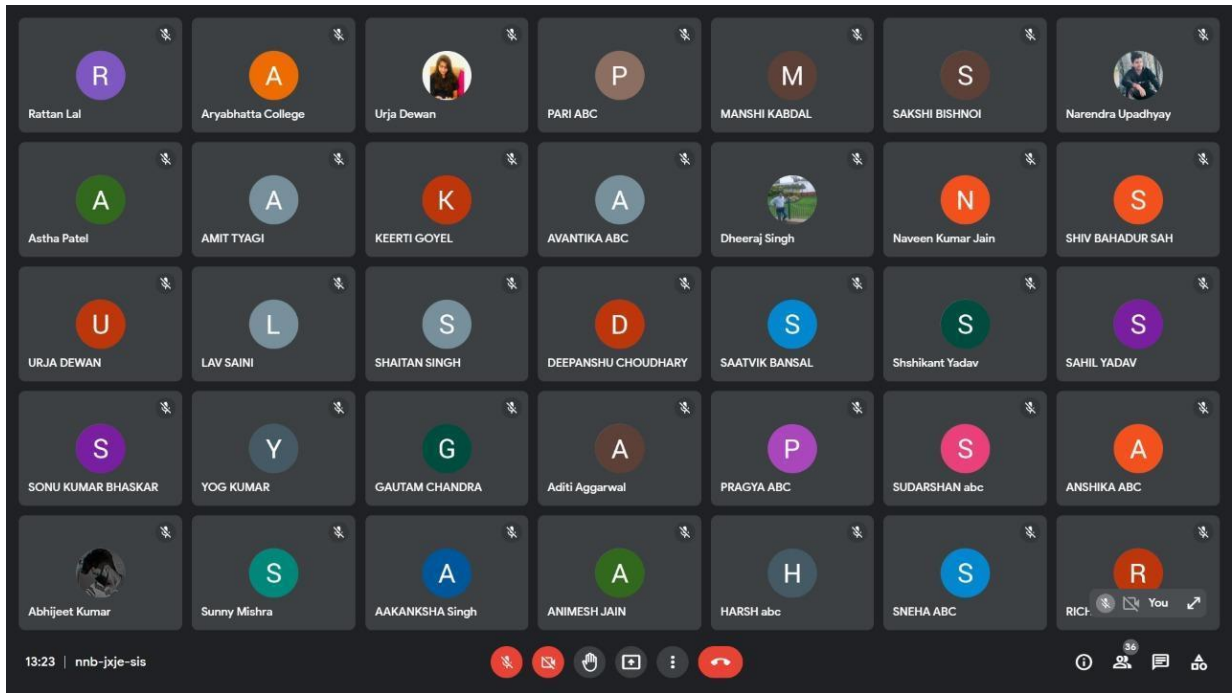 R A P M S
Rattan Lal Aryabhatta College Urja Dewan PARI ABC MANSHI KABDAL SAKSHI BISHNOI Narendra Upadhyay
A A K A N S
Astha Patel AMIT TYAGI KEERTI GOYEL AVANTIKA ABC Dheeraj Singh Naveen Kumar Jain SHIV BAHADUR SAH
U L S D S S S
URJA DEWAN LAV SAINI SHAITAN SINGH DEEPANSHU CHOUDHARY SAATVIK BANSAL Shshikant Yadav SAHIL YADAV
S Y G A P S A
SONU KUMAR BHASKAR YOG KUMAR GAUTAM CHANDRA Aditi Aggarwal PRAGYA ABC SUDARSHAN abc ANSHIKA ABC
S A A H S R
Abhijeet Kumar Sunny Mishra AAKANKSHA Singh ANIMESH JAIN HARSH abc SNEHA ABC You
13:23 | nnb-jxje-sis 36